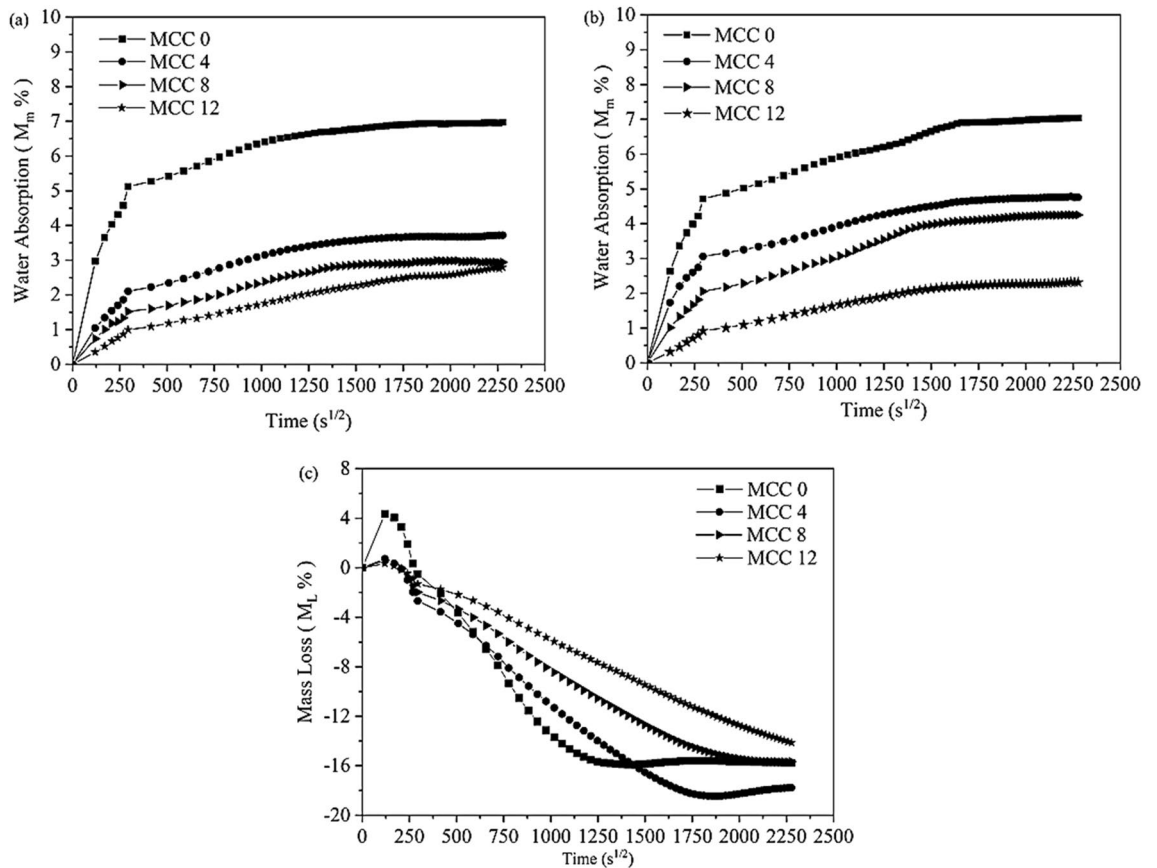 (a)
10
9
8
7
6
5
4
3
2
1
0
Water Absorption ( Mm %)
MCC 0
MCC 4
MCC 8
MCC 12
0 250 500 750 1000 1250 1500 1750 2000 2250 2500
Time (s1/2)
(b)
10
9
8
7
6
5
4
3
2
1
0
Water Absorption ( Mm %)
MCC 0
MCC 4
MCC 8
MCC 12
0 250 500 750 1000 1250 1500 1750 2000 2250 2500
Time (s1/2)
(c)
8
4
0
-4
-8
-12
-16
-20
Mass Loss ( ML %)
MCC 0
MCC 4
MCC 8
MCC 12
0 250 500 750 1000 1250 1500 1750 2000 2250 2500
Time (s1/2)